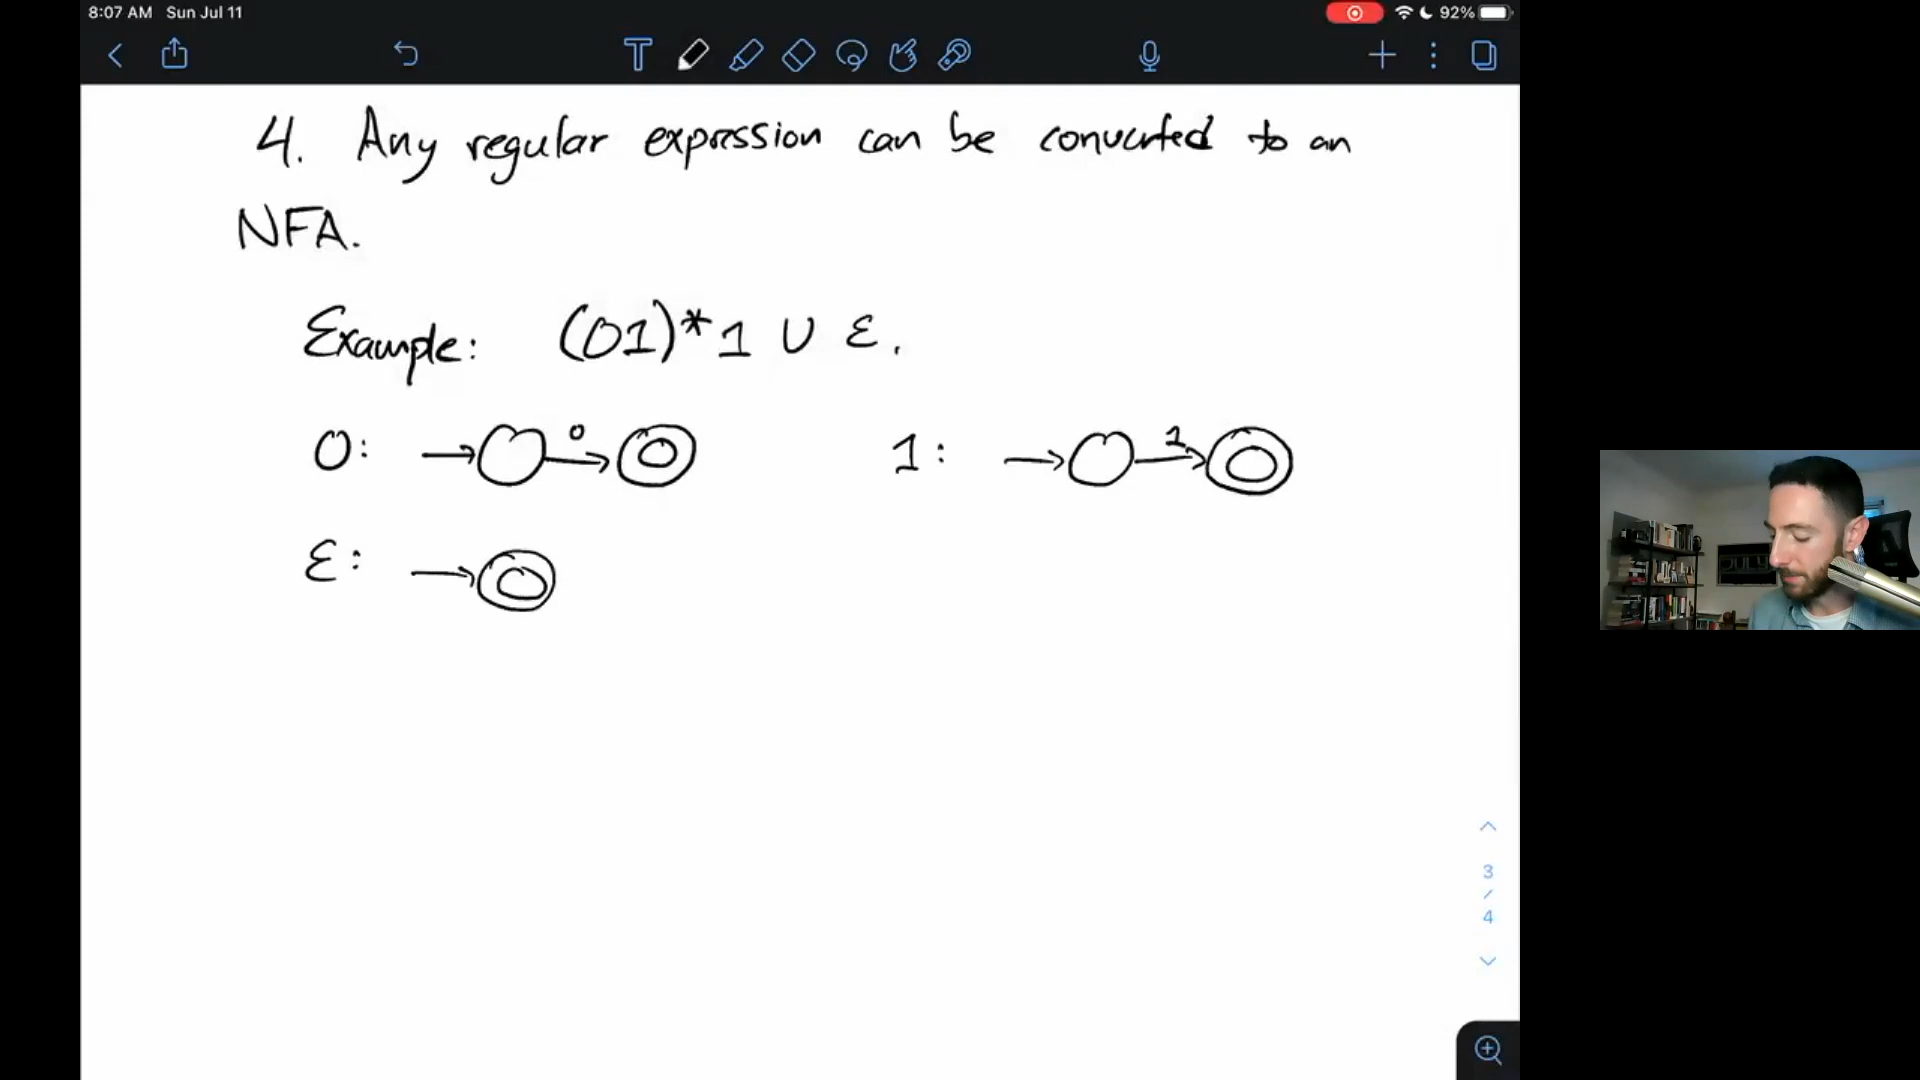 8:07 AM Sun Jul 11
92%
T
4. Any regular expression can be converted to an
NFA.
Example: (01)*1 ∪ ε.
0: 0
1: 1
ε:
3
/
4